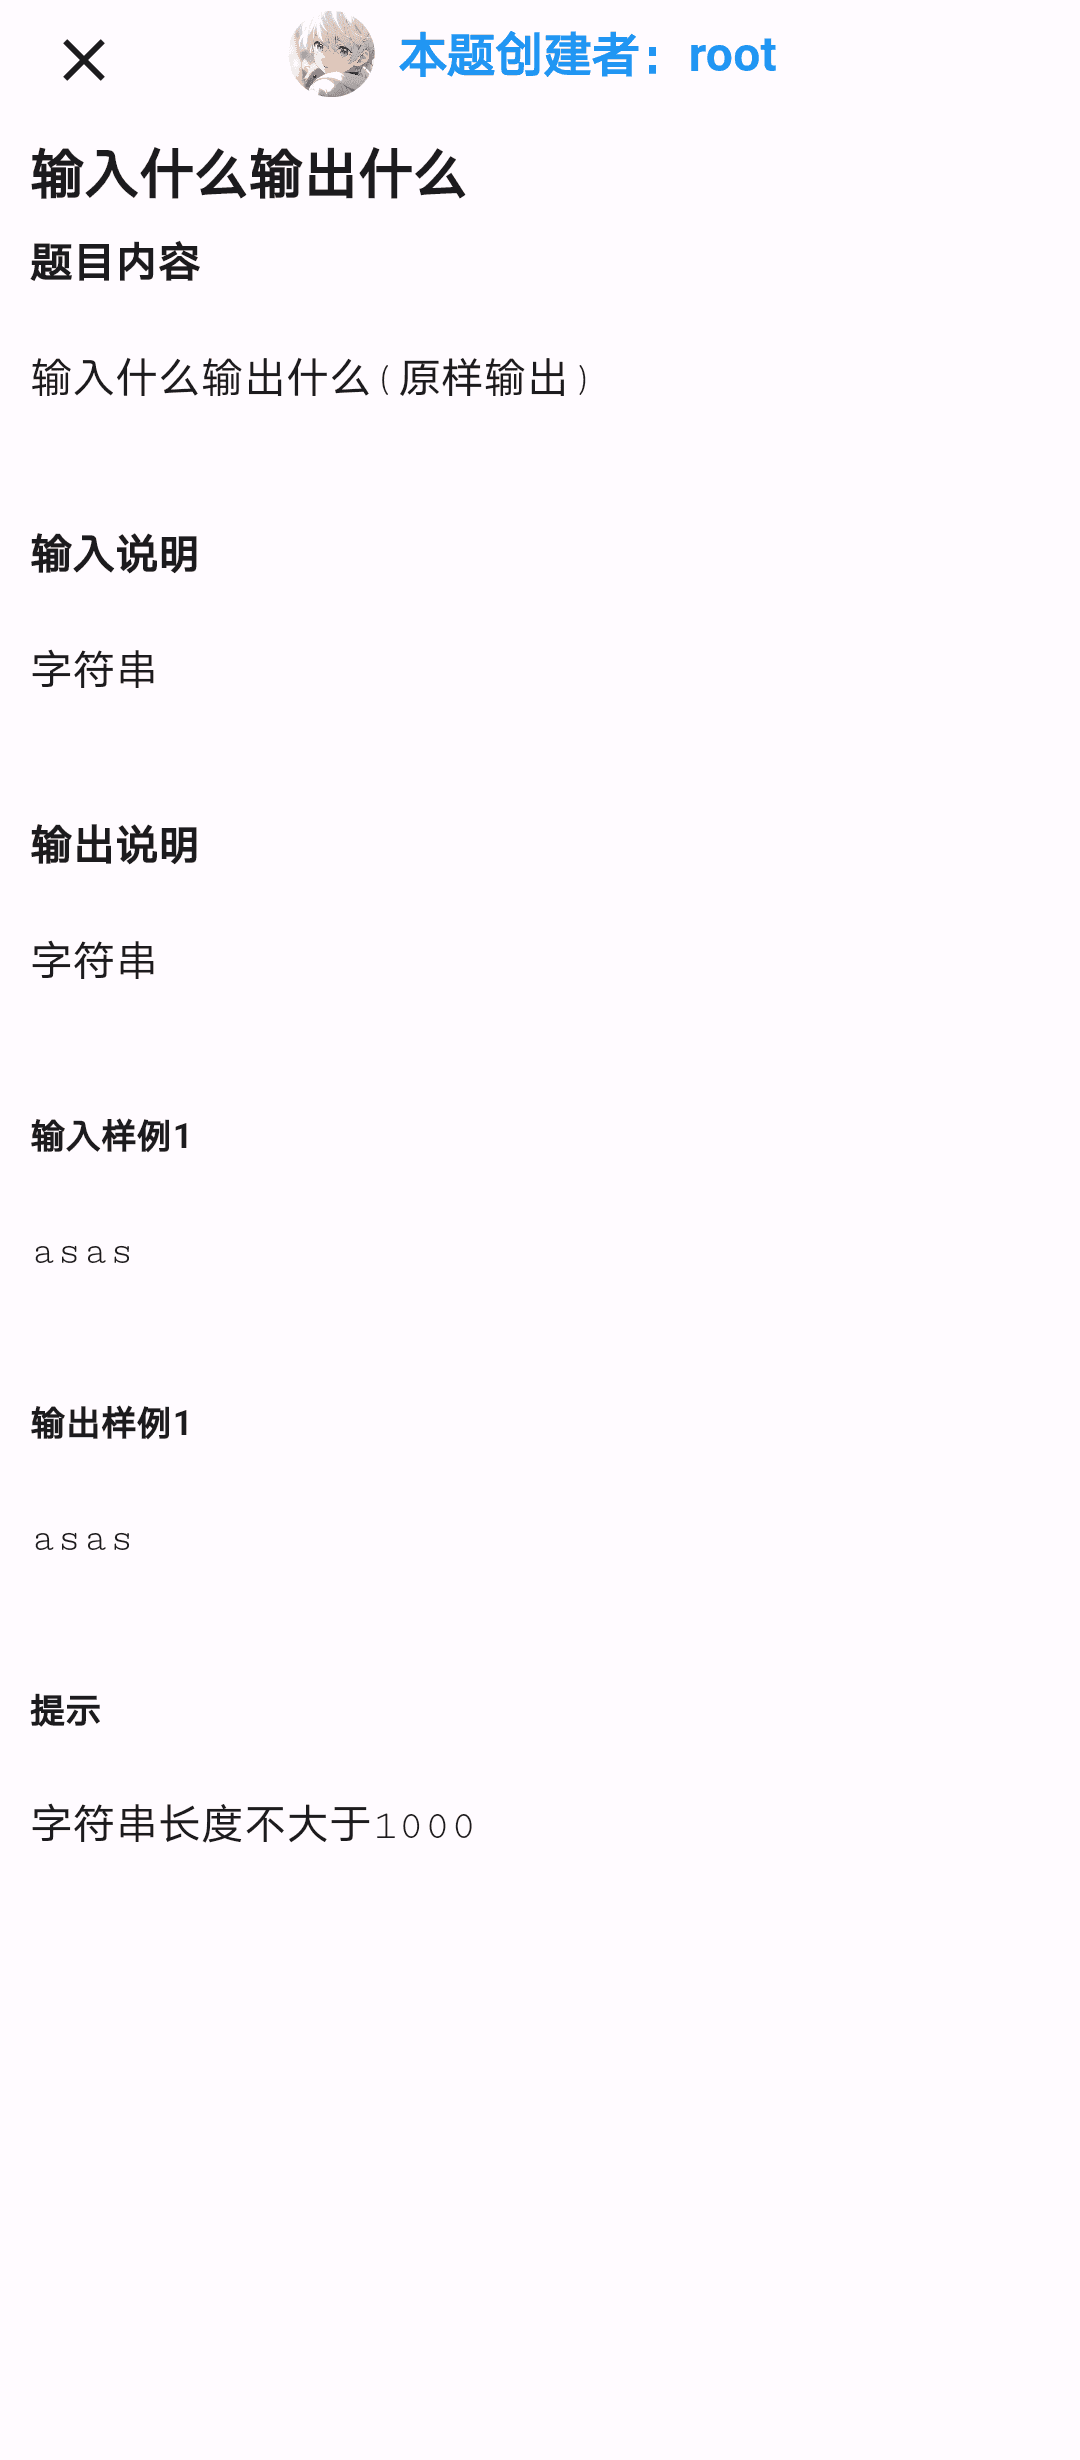 本题创建者：root
输入什么输出什么
题目内容
输入什么输出什么(原样输出)
输入说明
字符串
输出说明
字符串
输入样例1
asas
输出样例1
asas
提示
字符串长度不大于1000